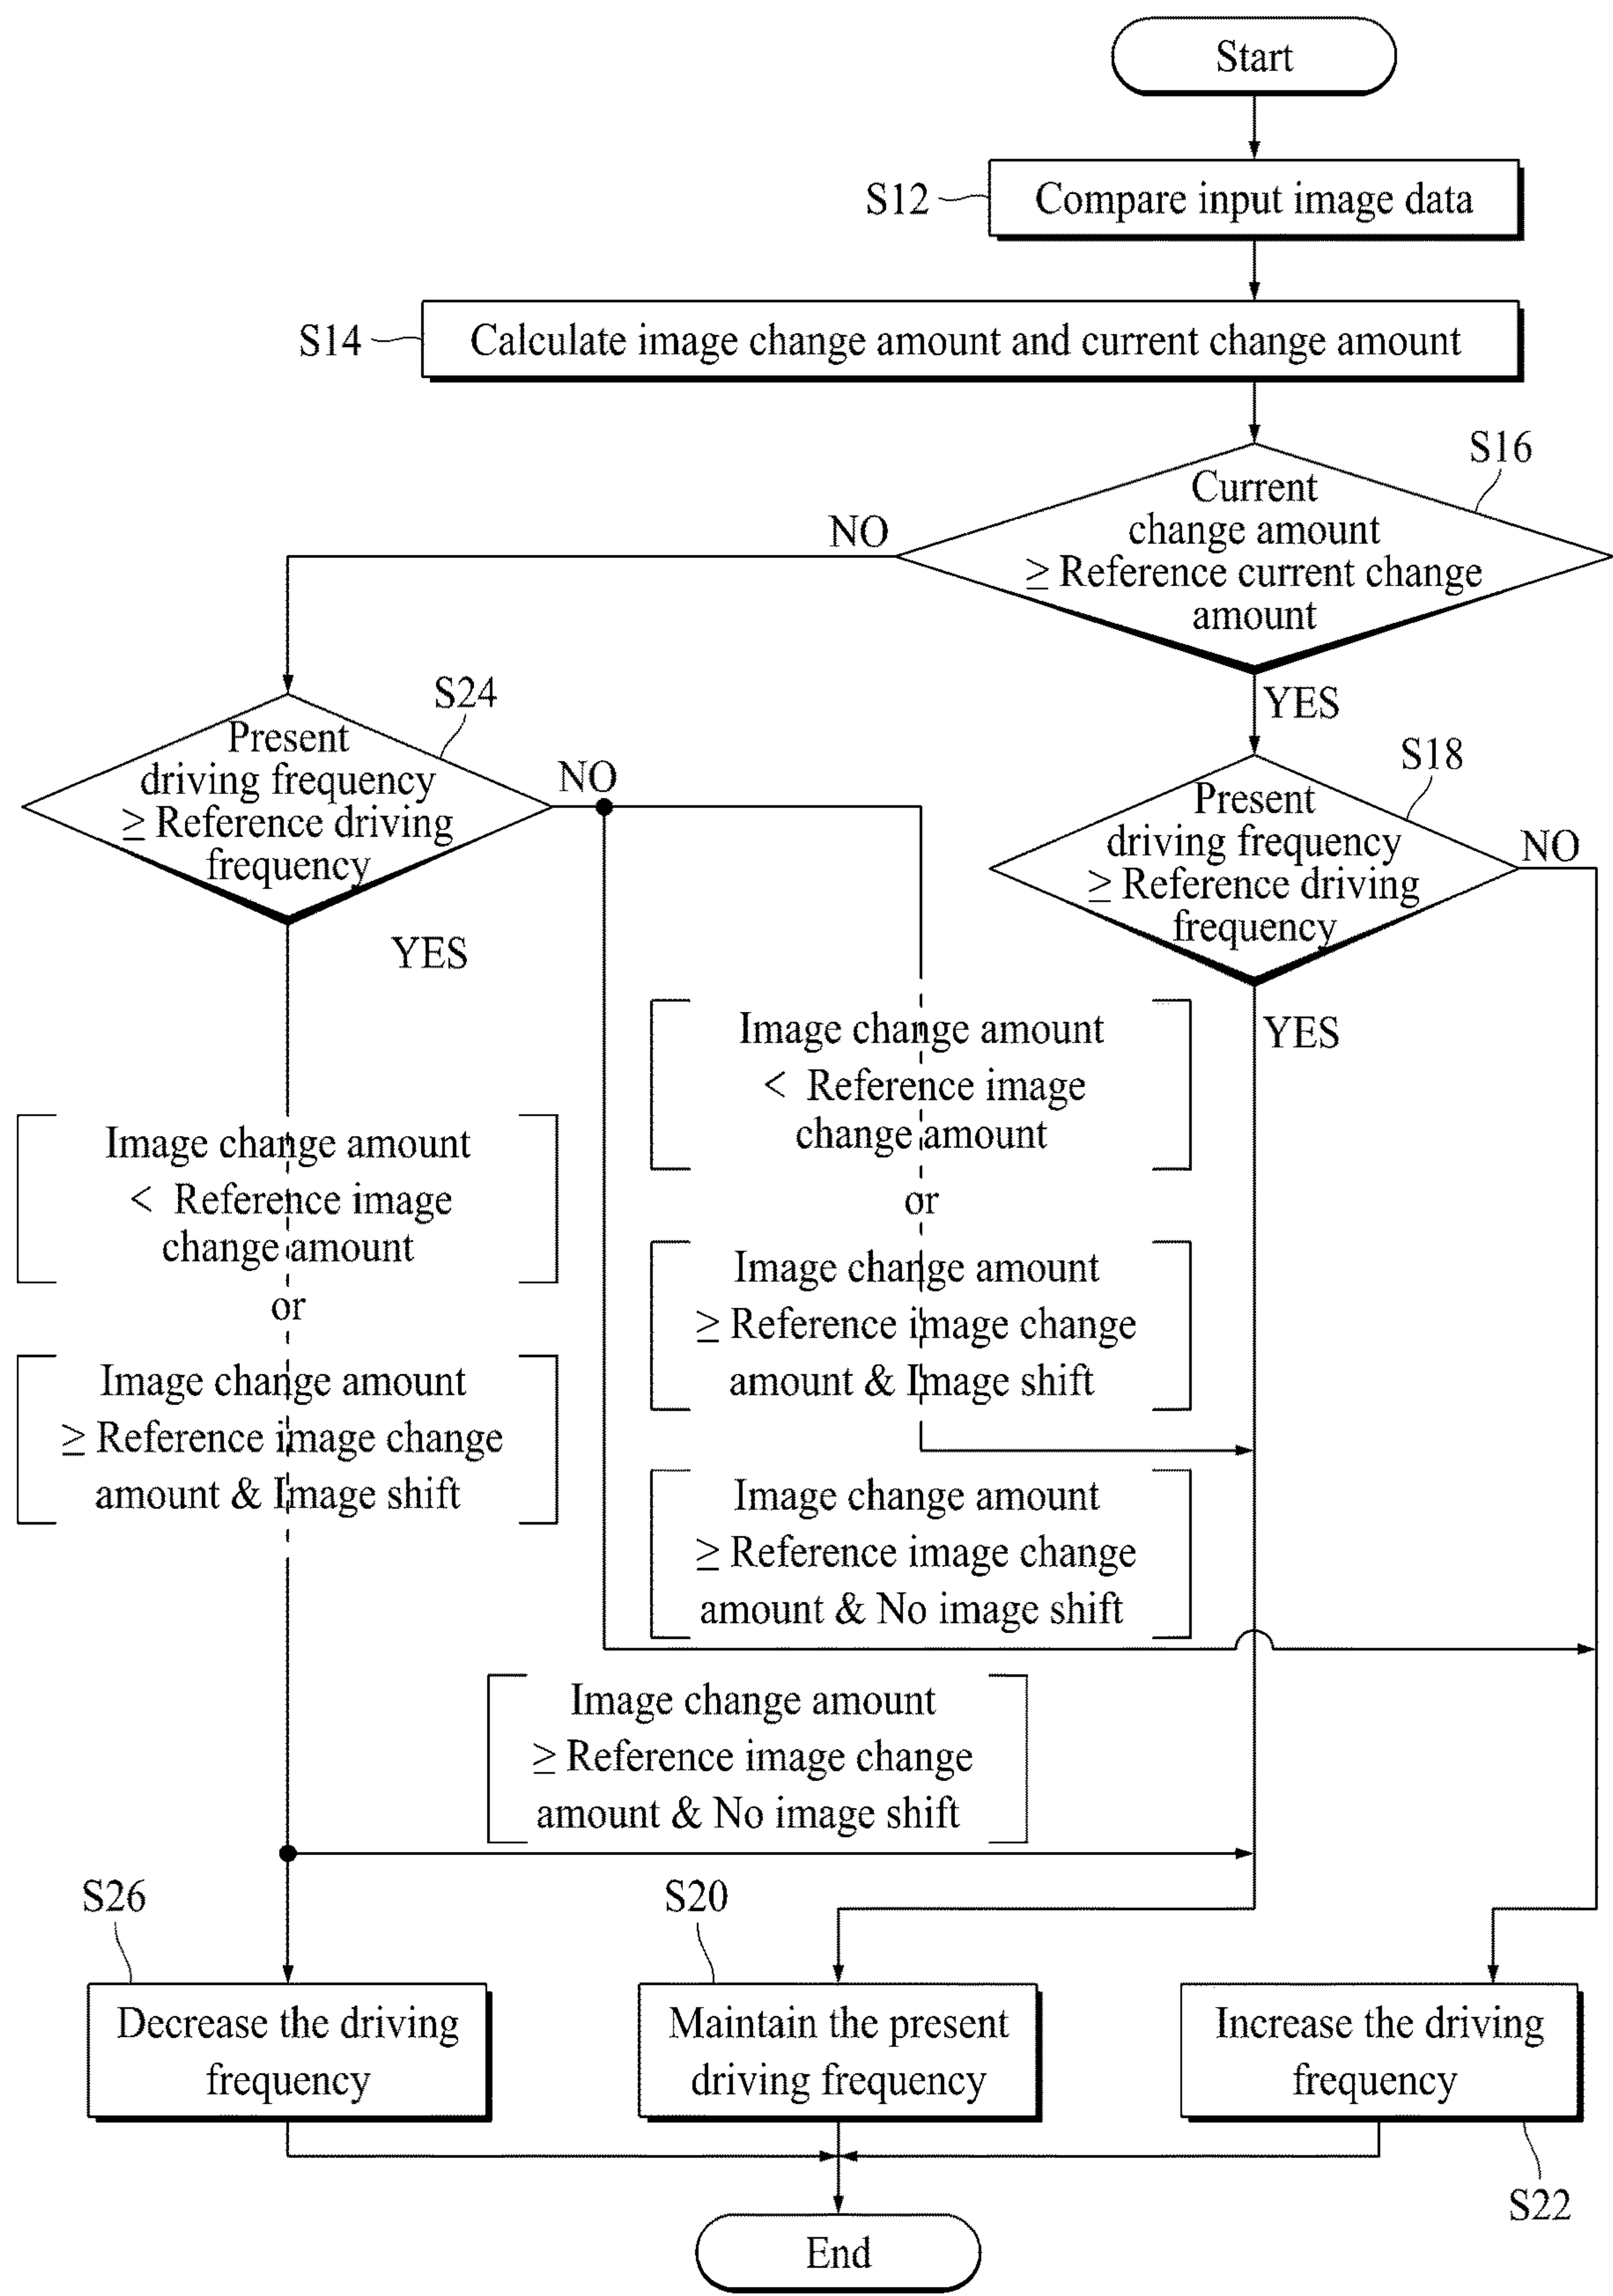 Start
S12
Compare input image data
S14
Calculate image change amount and current change amount
S16
Current
change amount
≥ Reference current change
amount
NO
YES
S24
Present
driving frequency
≥ Reference driving
frequency
NO
YES
S18
Present
driving frequency
≥ Reference driving
frequency
NO
YES
Image change amount
< Reference image
change amount
or
Image change amount
≥ Reference image change
amount & Image shift
Image change amount
< Reference image
change amount
or
Image change amount
≥ Reference image change
amount & Image shift
Image change amount
≥ Reference image change
amount & No image shift
Image change amount
≥ Reference image change
amount & No image shift
S26
Decrease the driving
frequency
S20
Maintain the present
driving frequency
Increase the driving
frequency
S22
End